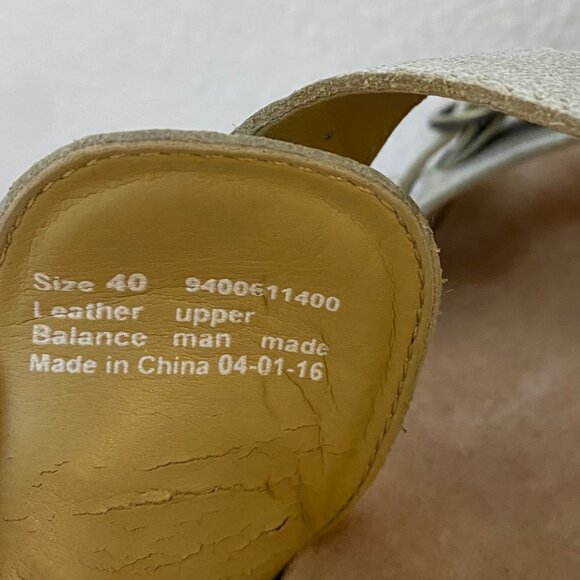 Size 40 9400611400
Leather upper
Balance man made
Made in China 04-01-16